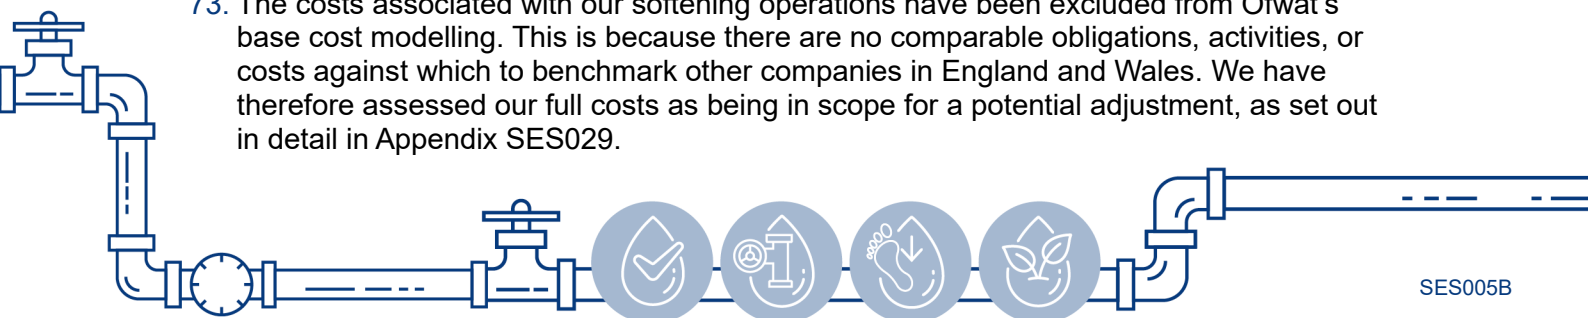 73. The costs associated with our softening operations have been excluded from Ofwat's
base cost modelling. This is because there are no comparable obligations, activities, or
costs against which to benchmark other companies in England and Wales. We have
therefore assessed our full costs as being in scope for a potential adjustment, as set out
in detail in Appendix SES029.
SES005B